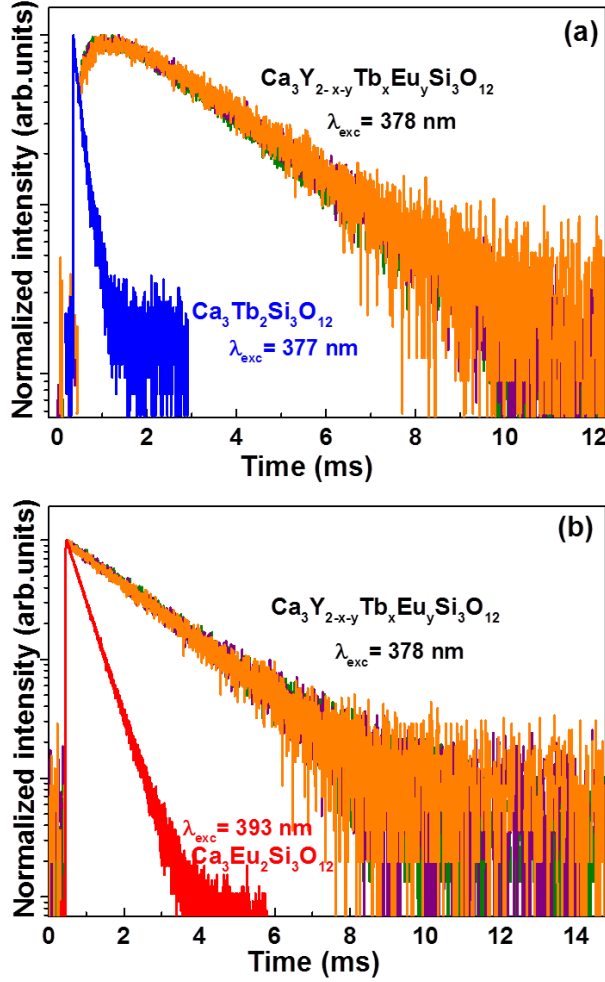 (a)
Ca3Y2-x-yTbxEuySi3O12
λexc= 378 nm
Ca3Tb2Si3O12
λexc= 377 nm
Normalized intensity (arb.units)
0 2 4 6 8 10 12
Time (ms)
(b)
Ca3Y2-x-yTbxEuySi3O12
λexc= 378 nm
λexc= 393 nm
Ca3Eu2Si3O12
Normalized intensity (arb.units)
0 2 4 6 8 10 12 14
Time (ms)